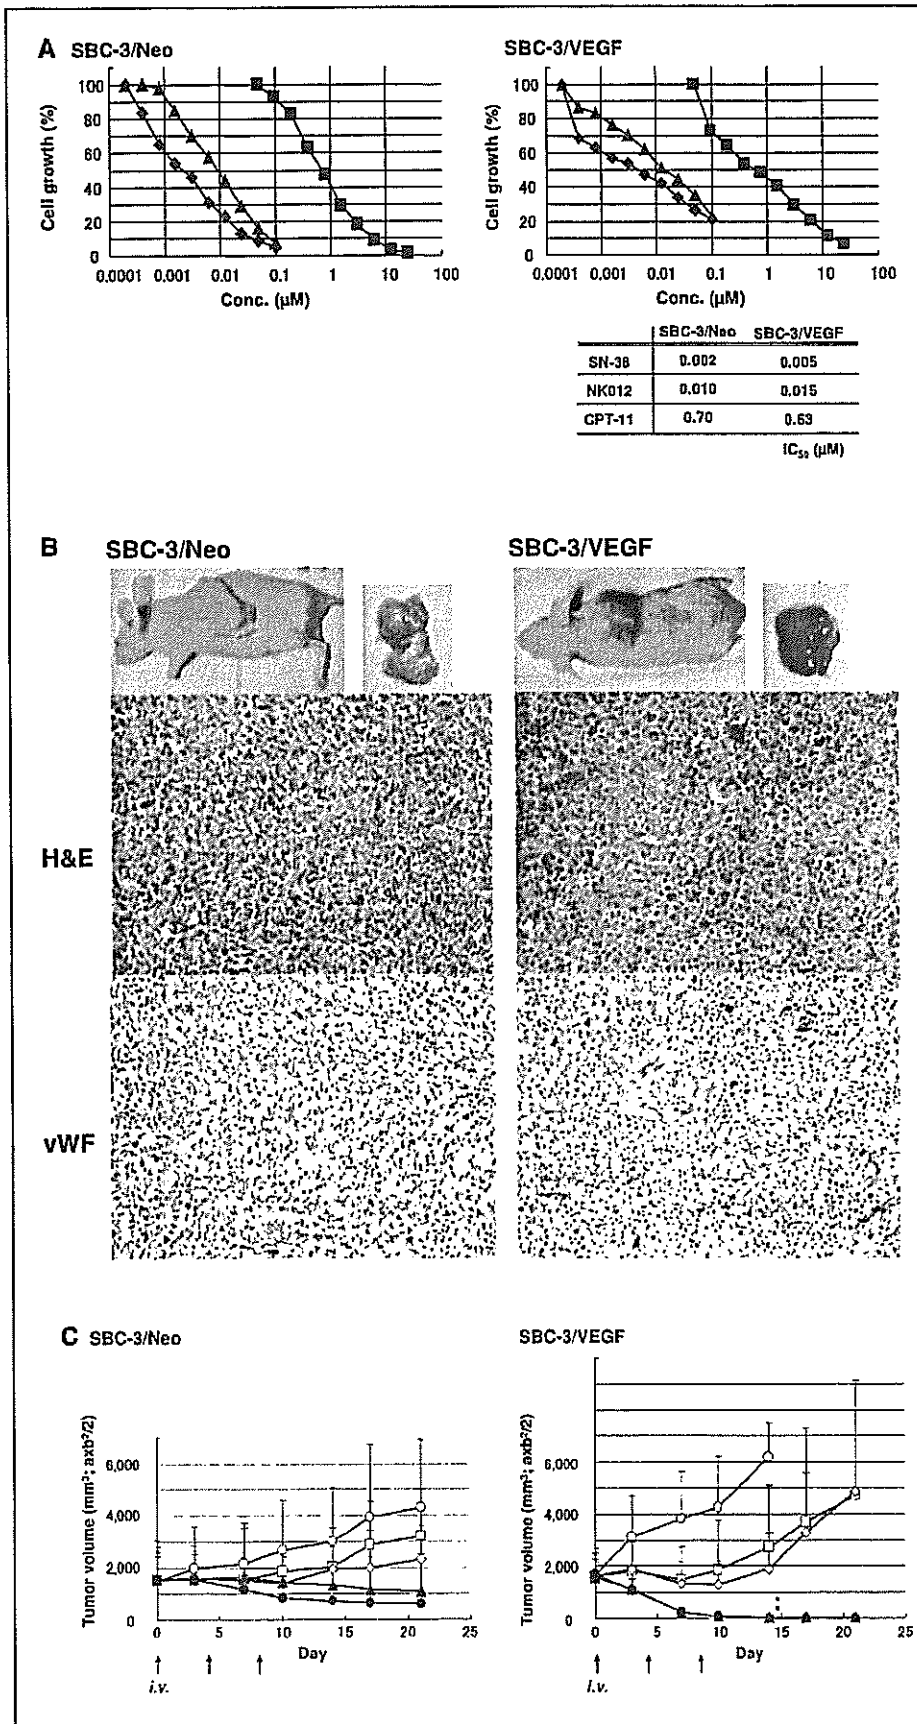 A SBC-3/Neo
SBC-3/VEGF
Cell growth (%)
100
80
60
40
20
0
0.0001 0.001 0.01 0.1 1 10 100
Conc. (µM)
Cell growth (%)
100
80
60
40
20
0
0.0001 0,001 0.01 0.1 1 10 100
Conc. (µM)
SBC-3/Neo SBC-3/VEGF
SN-38 0.002 0.005
NK012 0.010 0.015
CPT-11 0.70 0.63
IC50 (µM)
B SBC-3/Neo
SBC-3/VEGF
H&E
vWF
C SBC-3/Neo
SBC-3/VEGF
Tumor volume (mm³; axb²/2)
6,000
4,000
2,000
0
0 5 10 15 20 25
Day
i.v.
Tumor volume (mm³; axb²/2)
6,000
4,000
2,000
0
0 5 10 15 20 25
Day
i.v.